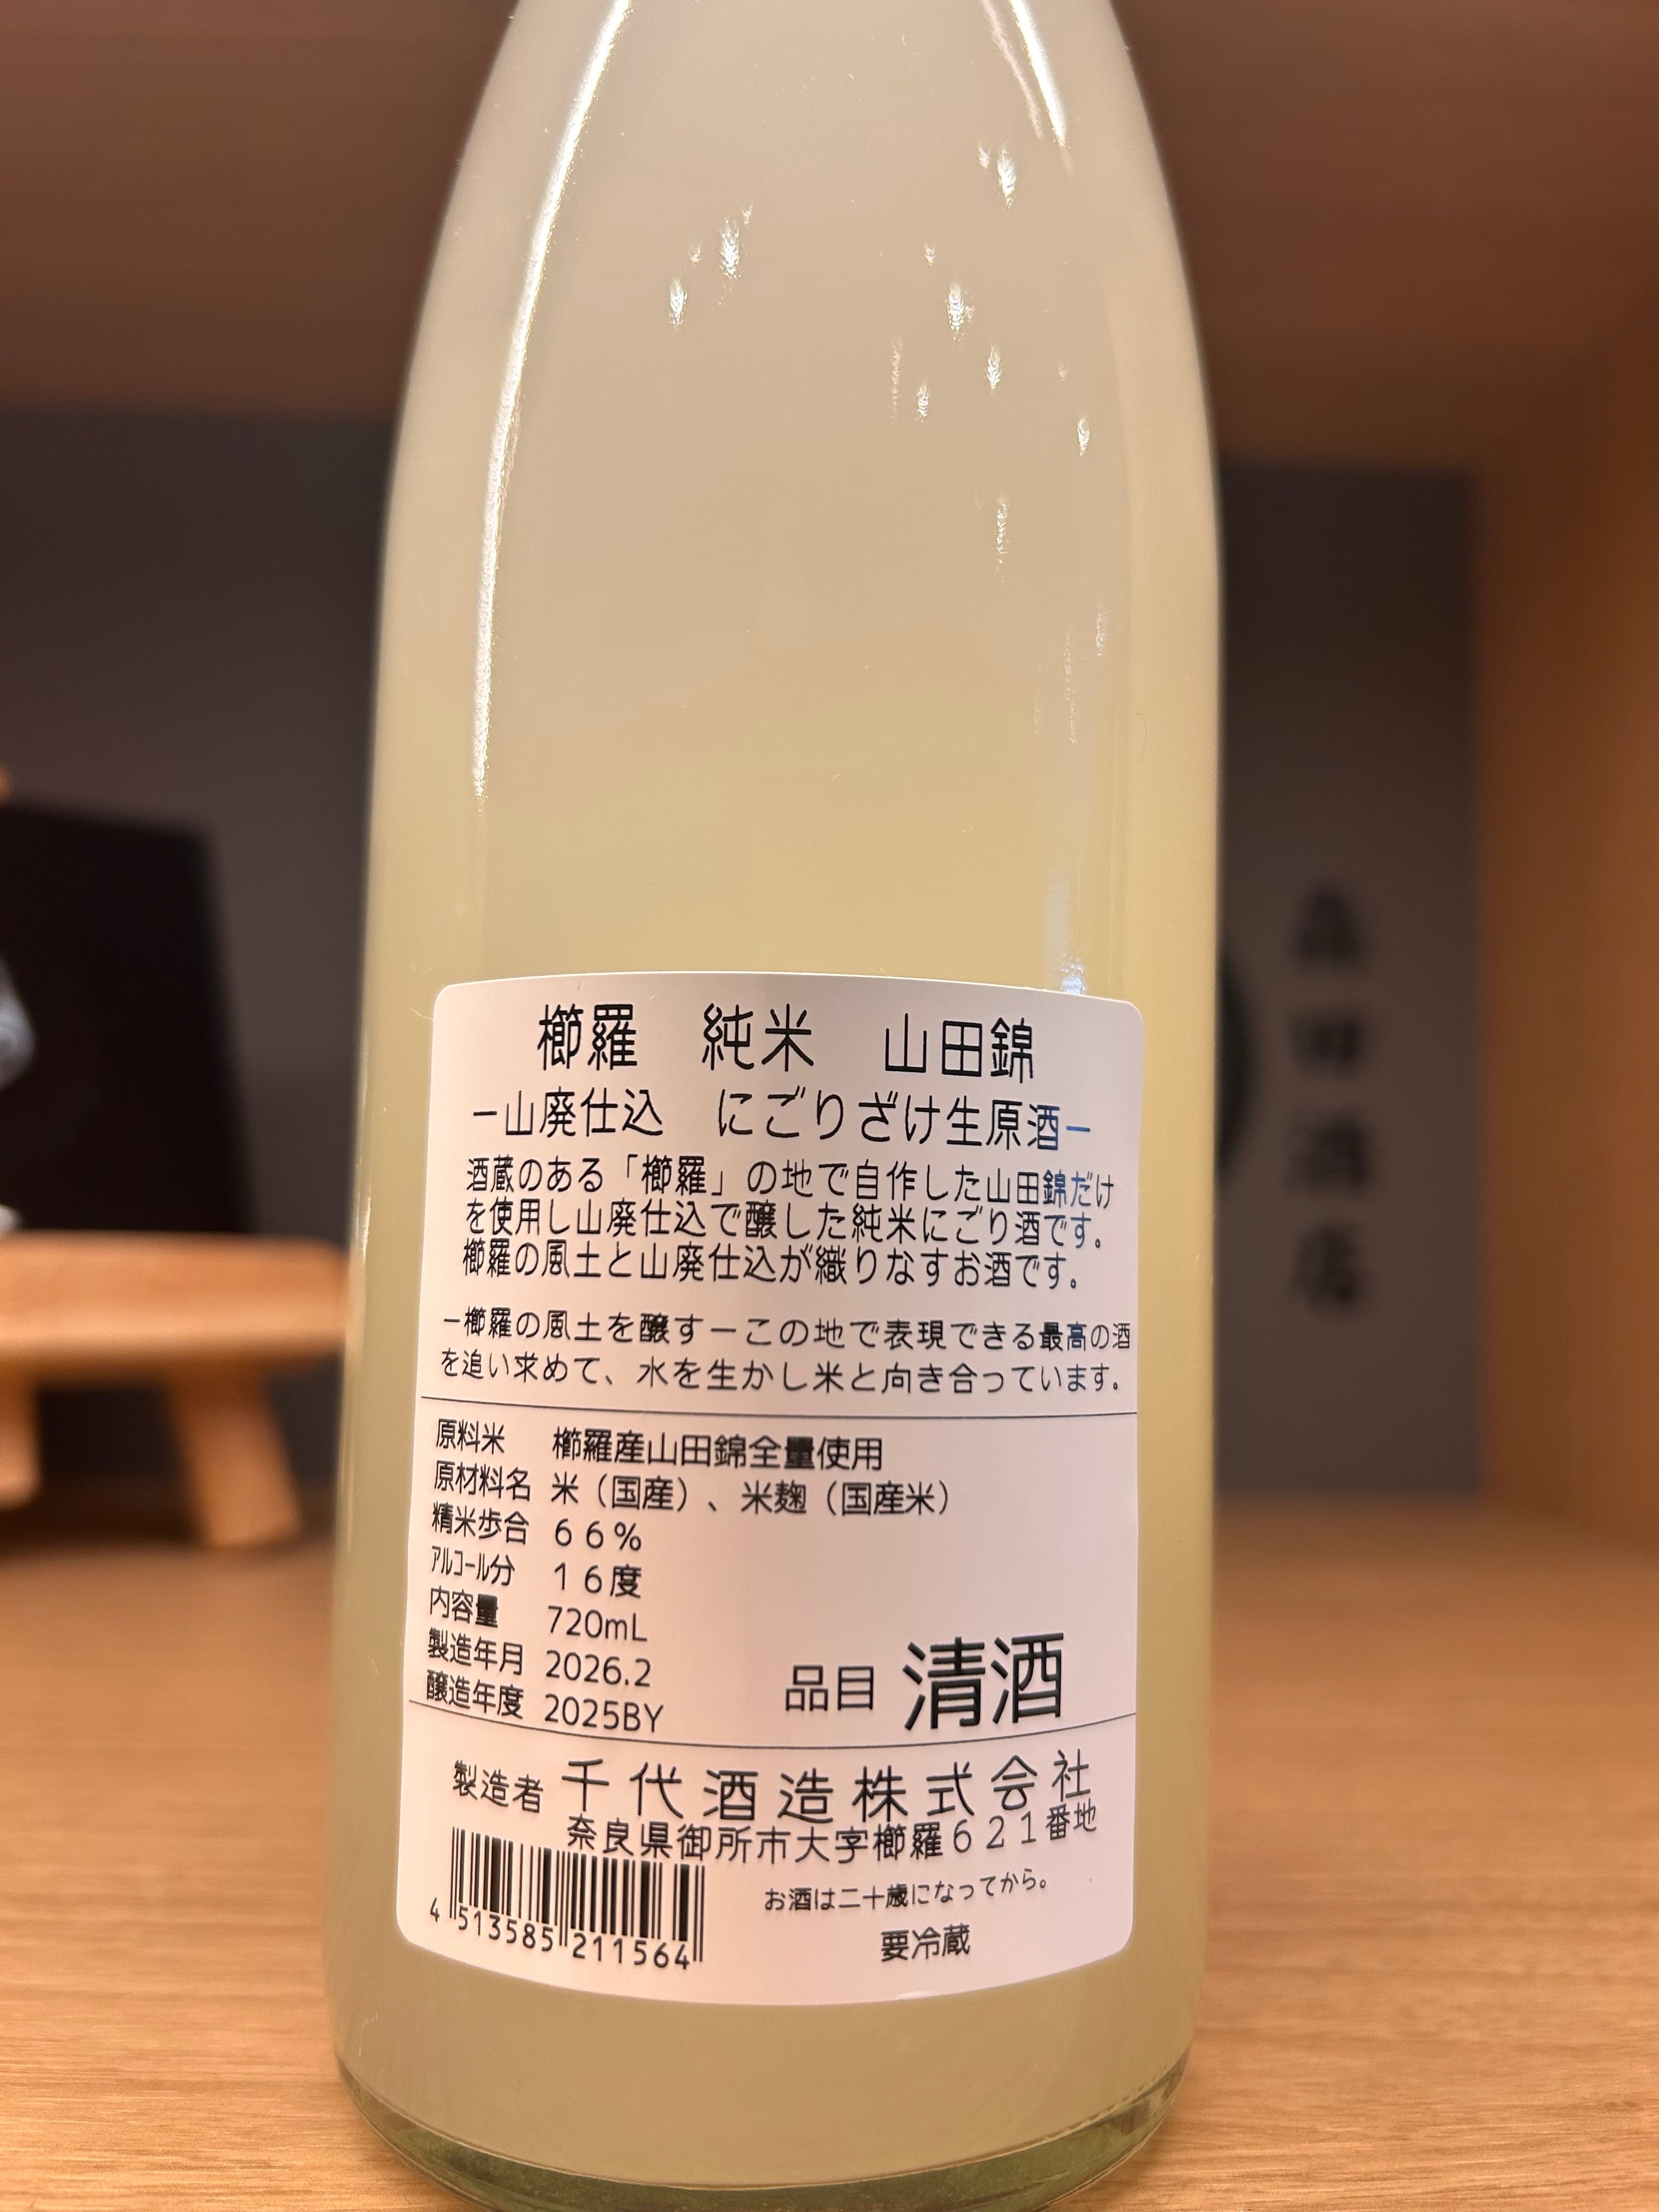 櫛羅　純米　山田錦
－山廃仕込　にごりざけ生原酒－
酒蔵のある「櫛羅」の地で自作した山田錦だけ
を使用し山廃仕込で醸した純米にごり酒です。
櫛羅の風土と山廃仕込が織りなすお酒です。
－櫛羅の風土を醸す－この地で表現できる最高の酒
を追い求めて、水を生かし米と向き合っています。
原料米　櫛羅産山田錦全量使用
原材料名　米（国産）、米麹（国産米）
精米歩合　６６％
ｱﾙｺｰﾙ分　１６度
内容量　720mL
製造年月　2026.2
醸造年度　2025BY
品目　清酒
製造者　千代酒造株式会社
奈良県御所市大字櫛羅６２１番地
お酒は二十歳になってから。
要冷蔵
4 513585 211564